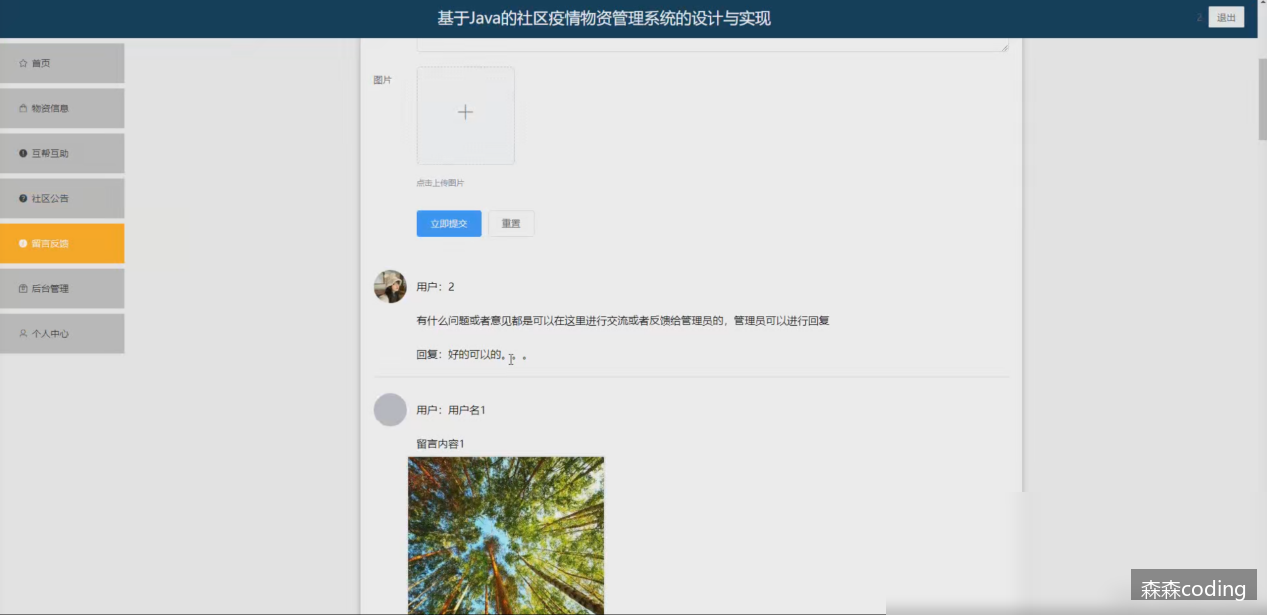 基于Java的社区疫情物资管理系统的设计与实现
2
退出
首页
物资信息
互帮互助
社区公告
留言反馈
后台管理
个人中心
图片
点击上传图片
立即提交
重置
用户：2
有什么问题或者意见都是可以在这里进行交流或者反馈给管理员的，管理员可以进行回复
回复：好的可以的。。。
用户：用户名1
留言内容1
森森coding